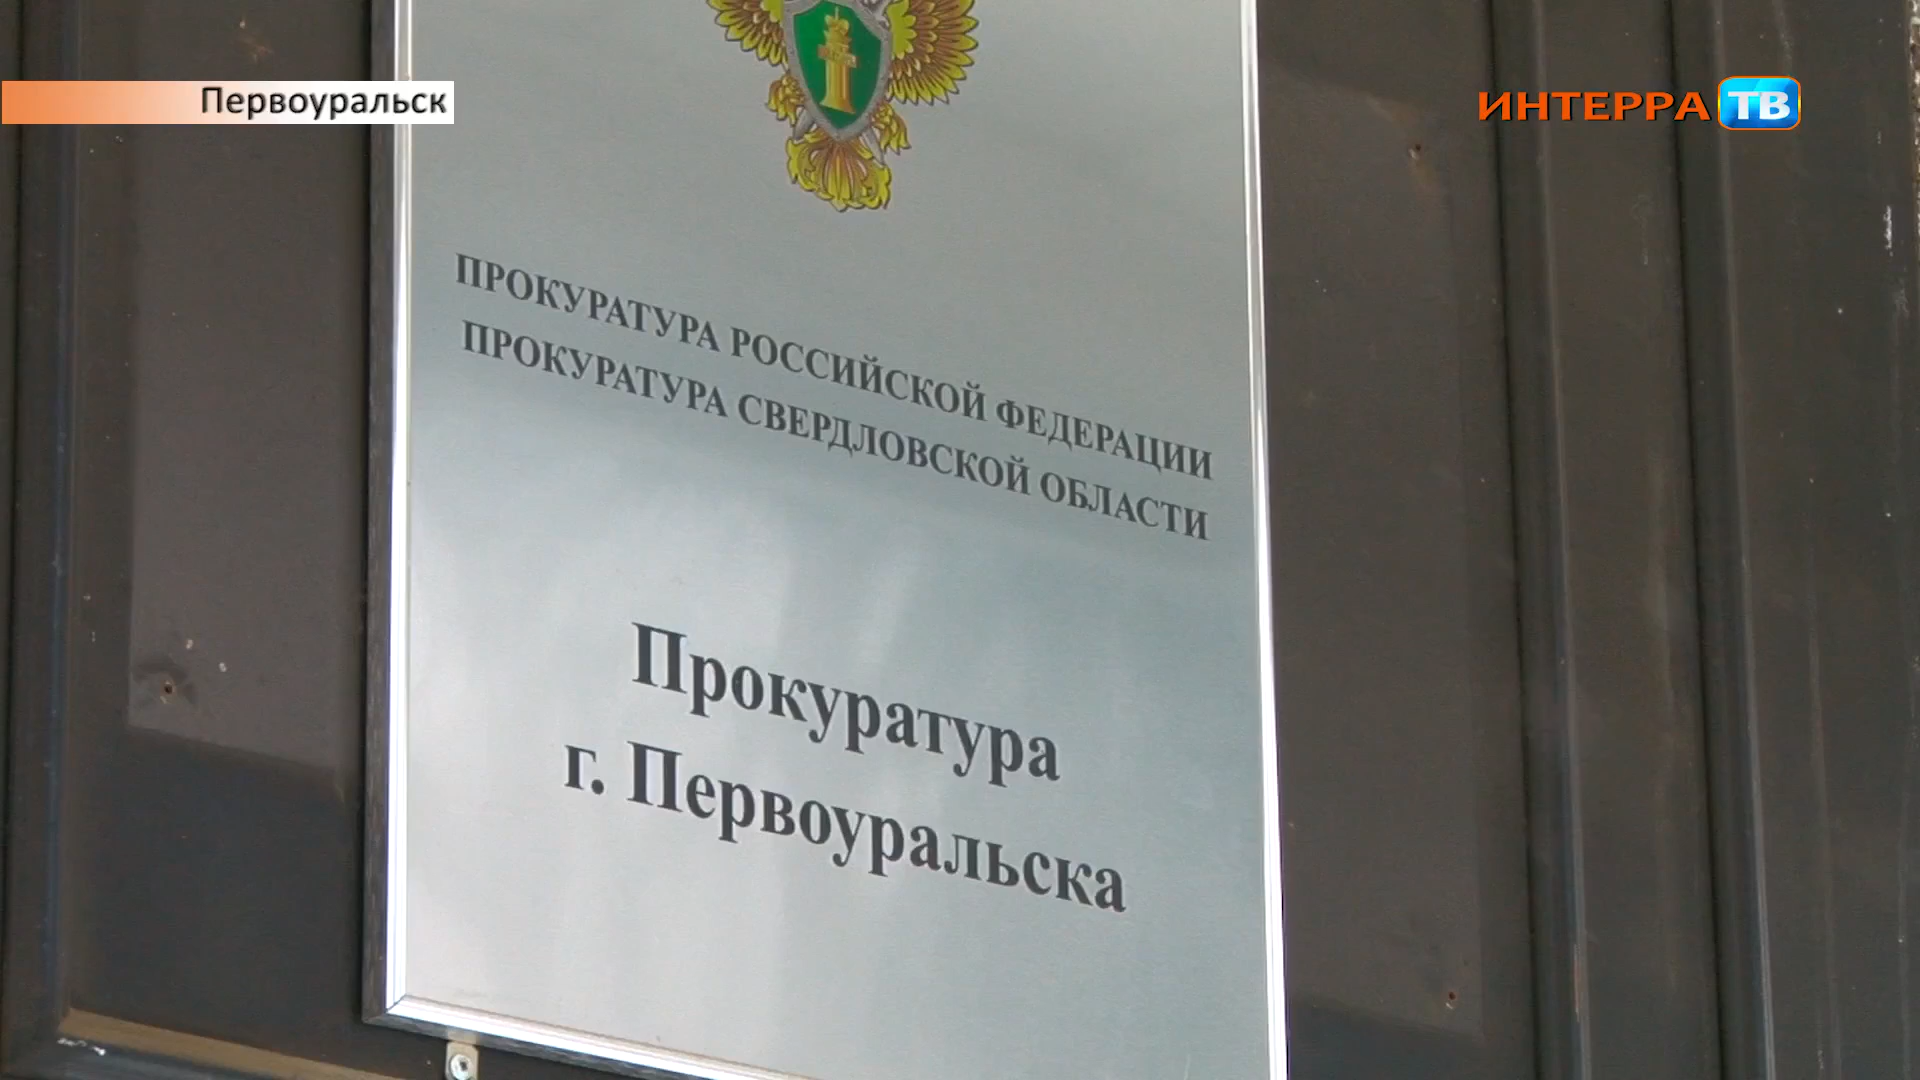 Первоуральск
ИНТЕРРА ТВ
ПРОКУРАТУРА РОССИЙСКОЙ ФЕДЕРАЦИИ
ПРОКУРАТУРА СВЕРДЛОВСКОЙ ОБЛАСТИ
Прокуратура
г. Первоуральска